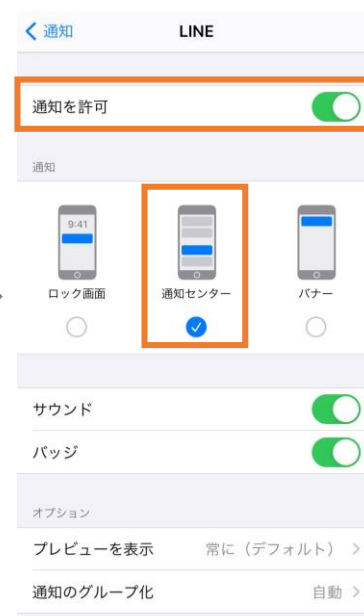 通知 LINE
通知を許可
通知
9:41
ロック画面 通知センター バナー
サウンド
バッジ
オプション
プレビューを表示 常に（デフォルト）
通知のグループ化 自動